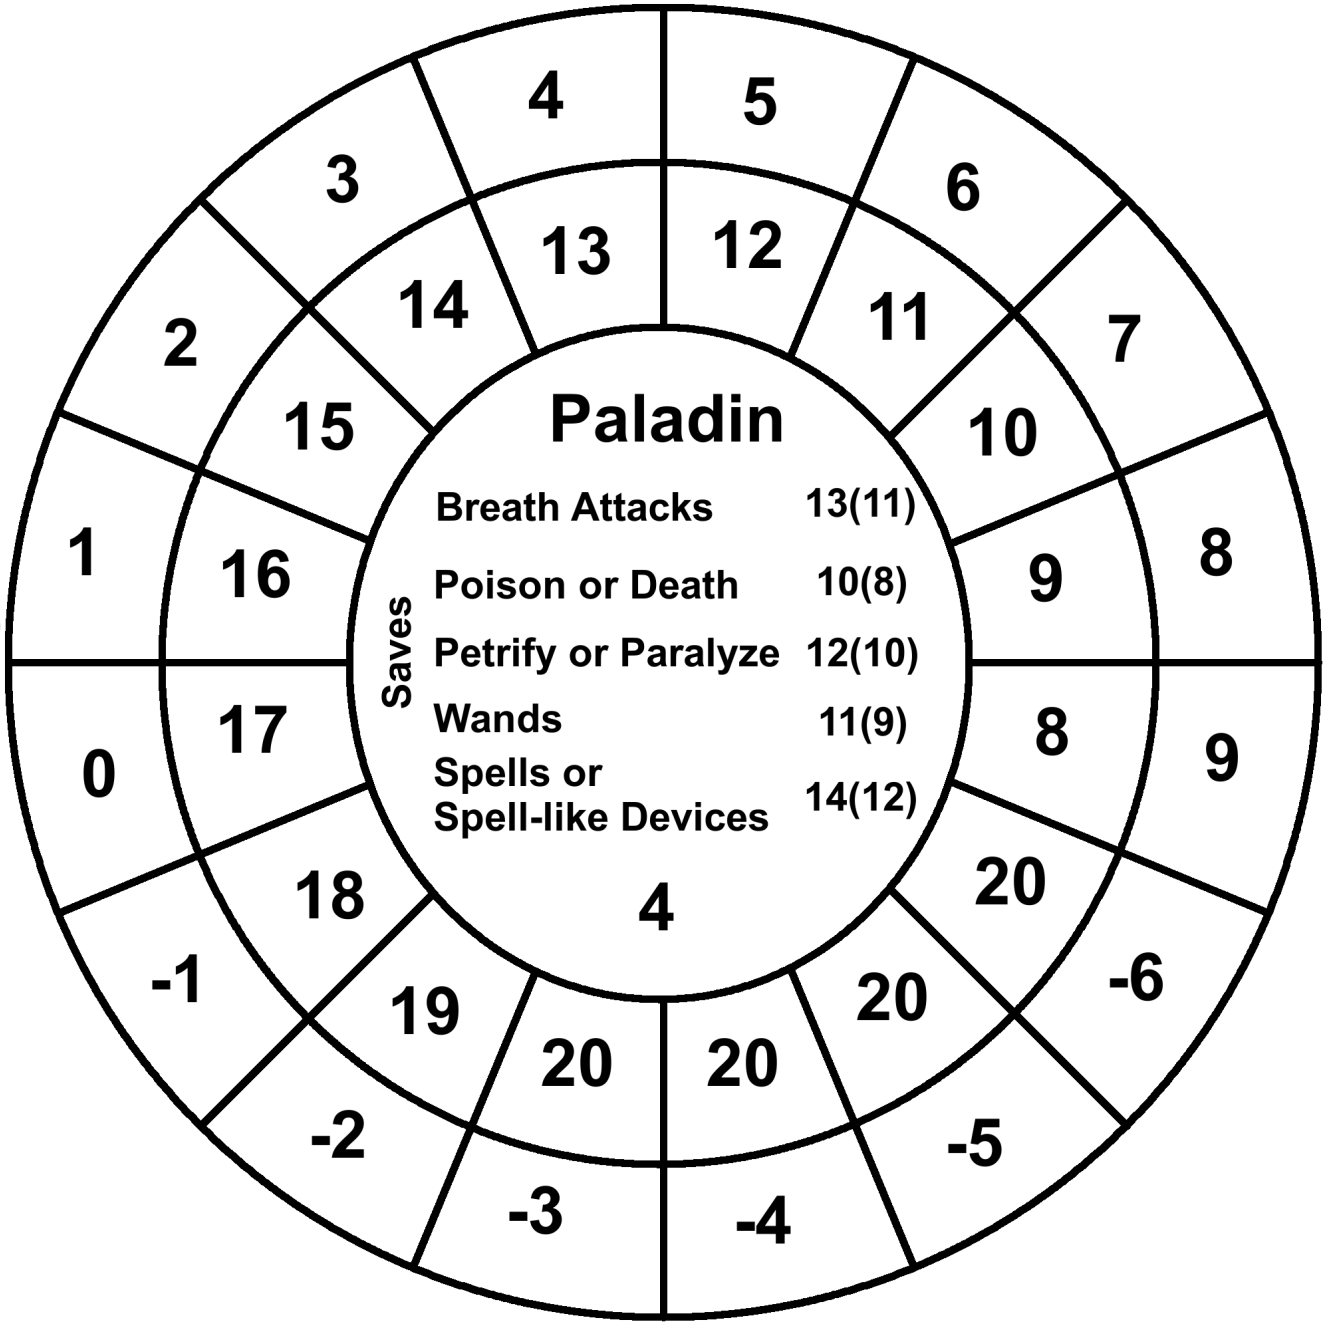 4 5
3 6
13 12
14 11
2 7
15 10
Paladin
Breath Attacks 13(11)
1 8
16 9
Poison or Death 10(8)
Saves
Petrify or Paralyze 12(10)
Wands 11(9)
17 8
0 9
Spells or
Spell-like Devices 14(12)
18 20
4
-1 -6
19 20
20 20
-2 -5
-3 -4